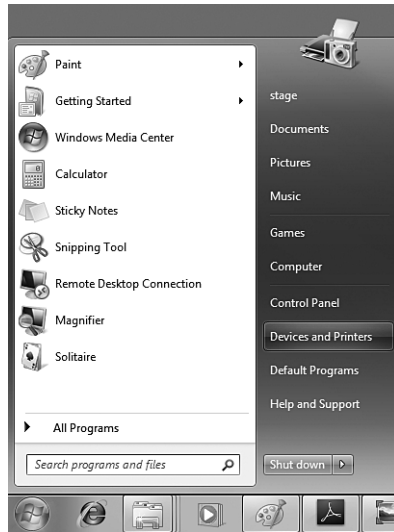 Paint
Getting Started
Windows Media Center
Calculator
Sticky Notes
Snipping Tool
Remote Desktop Connection
Magnifier
Solitaire
All Programs
Search programs and files
stage
Documents
Pictures
Music
Games
Computer
Control Panel
Devices and Printers
Default Programs
Help and Support
Shut down